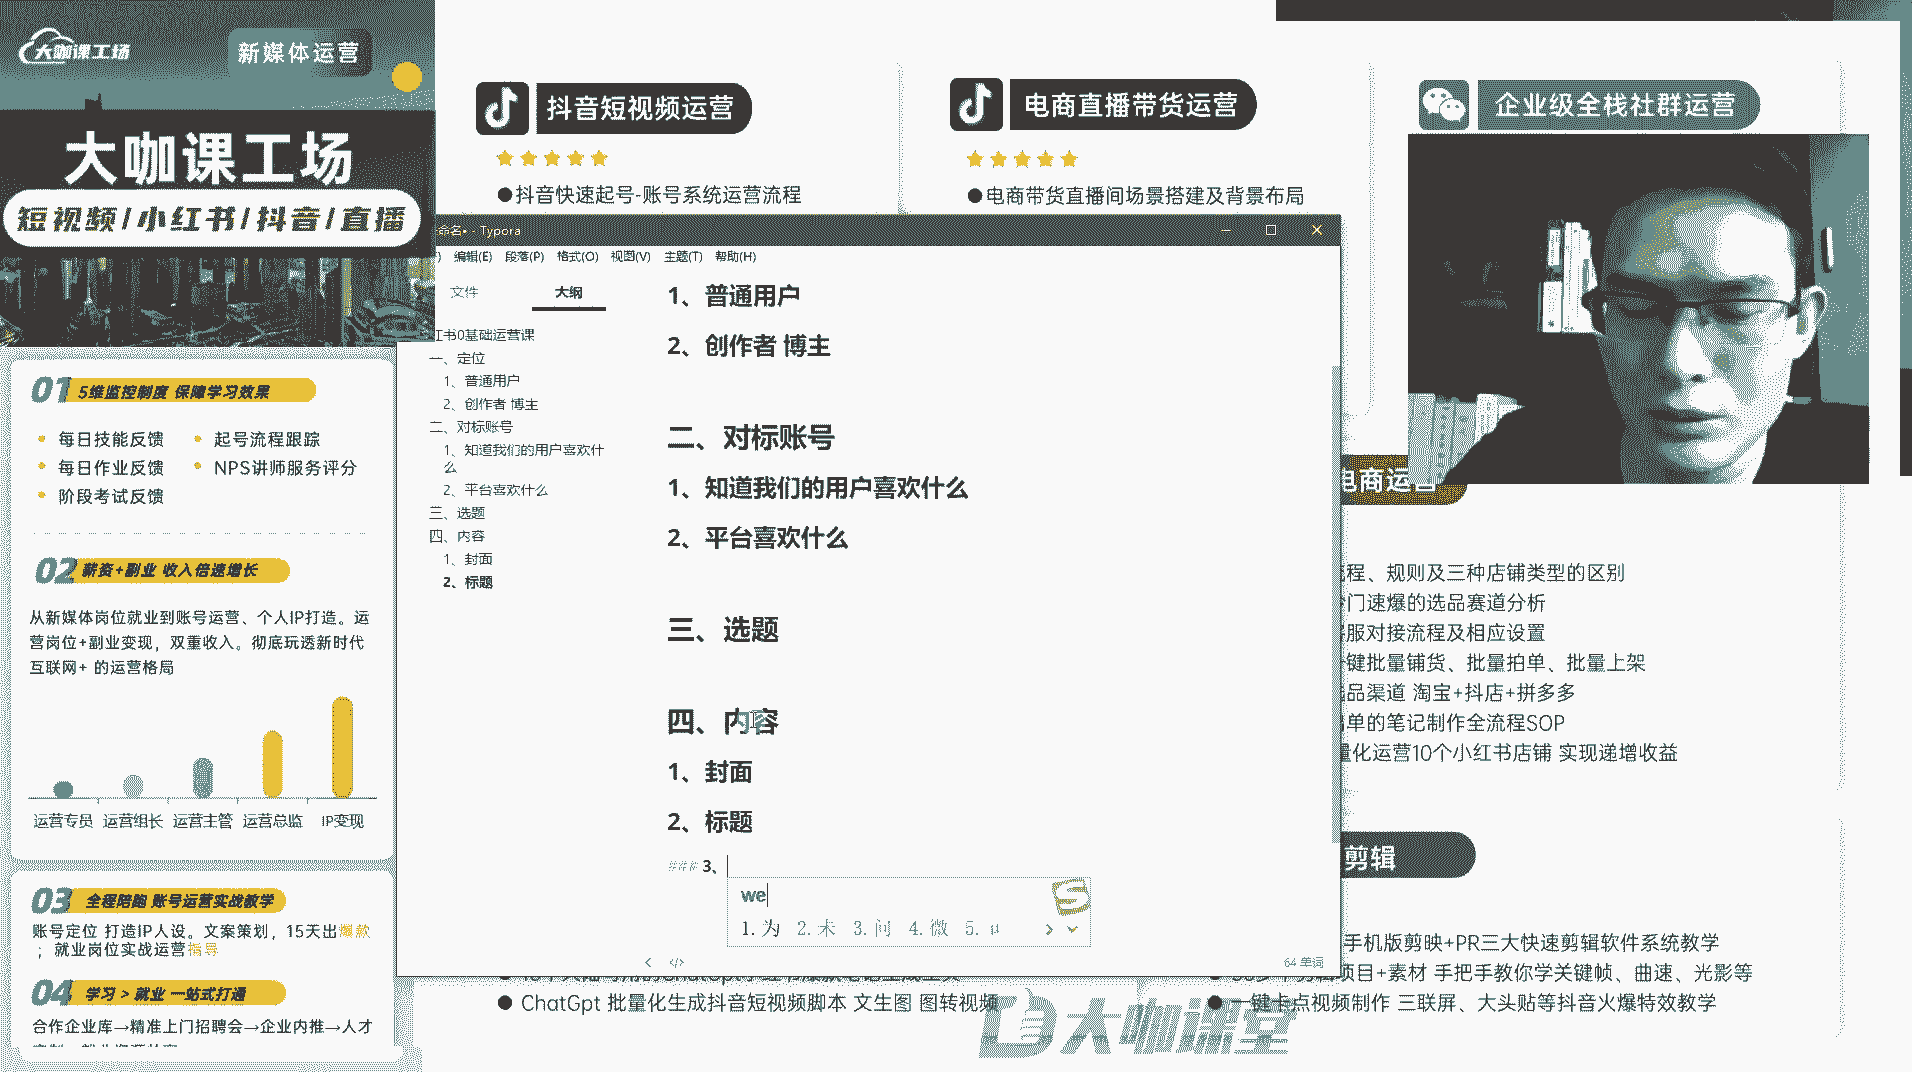 大咖课工场
新媒体运营
大咖课工场
短视频/小红书/抖音/直播
01 5维监控制度 保障学习效果
每日技能反馈
起号流程跟踪
每日作业反馈
NPS讲师服务评分
阶段考试反馈
02 薪资+副业 收入倍速增长
从新媒体岗位就业到账号运营、个人IP打造。运
营岗位+副业变现，双重收入。彻底玩透新时代
互联网+ 的运营格局
运营专员 运营组长 运营主管 运营总监 IP变现
03 全程陪跑 账号运营实战教学
账号定位 打造IP人设。文案策划，15天出爆款
；就业岗位实战运营指导
04 学习 > 就业 一站式打通
合作企业库→精准上门招聘会→企业内推→人才
抖音短视频运营
●抖音快速起号-账号系统运营流程
电商直播带货运营
●电商带货直播间场景搭建及背景布局
企业级全栈社群运营
命名• - Typora
编辑(E) 段落(P) 格式(O) 视图(V) 主题(T) 帮助(H)
文件 大纲
书0基础运营课
一、定位
1、普通用户
2、创作者 博主
二、对标账号
1、知道我们的用户喜欢什
么
2、平台喜欢什么
三、选题
四、内容
1、封面
2、标题
1、普通用户
2、创作者 博主
二、对标账号
1、知道我们的用户喜欢什么
2、平台喜欢什么
三、选题
四、内容
1、封面
2、标题
### 3、
we
1.为 2.未 3.问 4.微 5.μ
64 单词
电商运营
程、规则及三种店铺类型的区别
门速爆的选品赛道分析
服对接流程及相应设置
键批量铺货、批量拍单、批量上架
品渠道 淘宝+抖店+拼多多
单的笔记制作全流程SOP
量化运营10个小红书店铺 实现递增收益
剪辑
手机版剪映+PR三大快速剪辑软件系统教学
项目+素材 手把手教你学关键帧、曲速、光影等
● 一键卡点视频制作 三联屏、大头贴等抖音火爆特效教学
● ChatGpt 批量化生成抖音短视频脚本 文生图 图转视频
大咖课堂